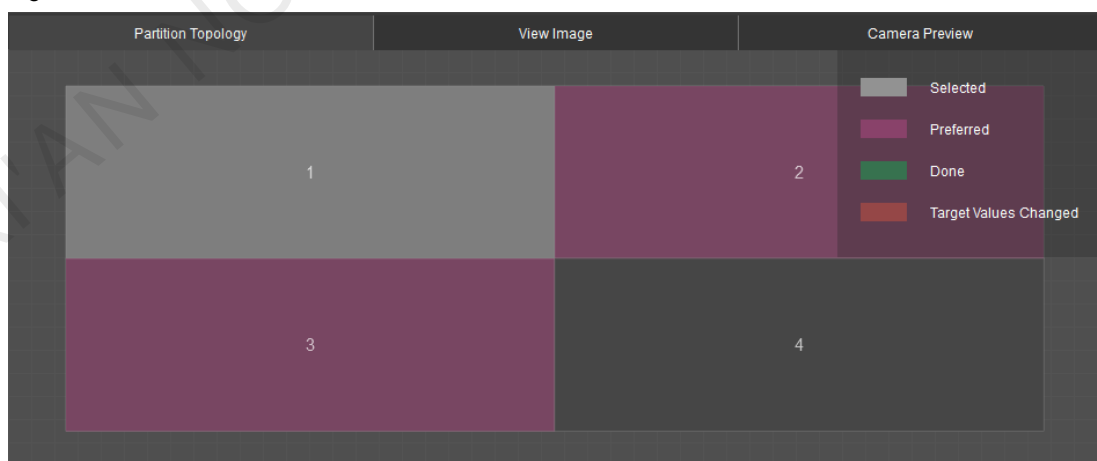 Partition Topology
View Image
Camera Preview
Selected
Preferred
1
2
Done
Target Values Changed
3
4